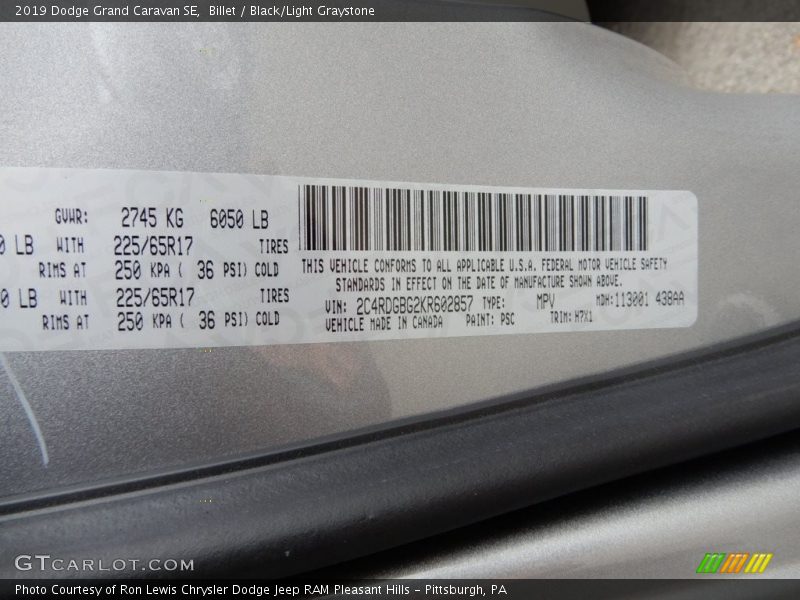 2019 Dodge Grand Caravan SE, Billet / Black/Light Graystone
GVWR: 2745 KG 6050 LB
0 LB WITH 225/65R17 TIRES
RIMS AT 250 KPA ( 36 PSI) COLD
0 LB WITH 225/65R17 TIRES
RIMS AT 250 KPA ( 36 PSI) COLD
THIS VEHICLE CONFORMS TO ALL APPLICABLE U.S.A. FEDERAL MOTOR VEHICLE SAFETY
STANDARDS IN EFFECT ON THE DATE OF MANUFACTURE SHOWN ABOVE.
VIN: 2C4RDGBG2KR602857 TYPE: MPV MDH:113001 438AA
VEHICLE MADE IN CANADA PAINT: PSC TRIM: H7X1
GTCARLOT.COM
Photo Courtesy of Ron Lewis Chrysler Dodge Jeep RAM Pleasant Hills - Pittsburgh, PA